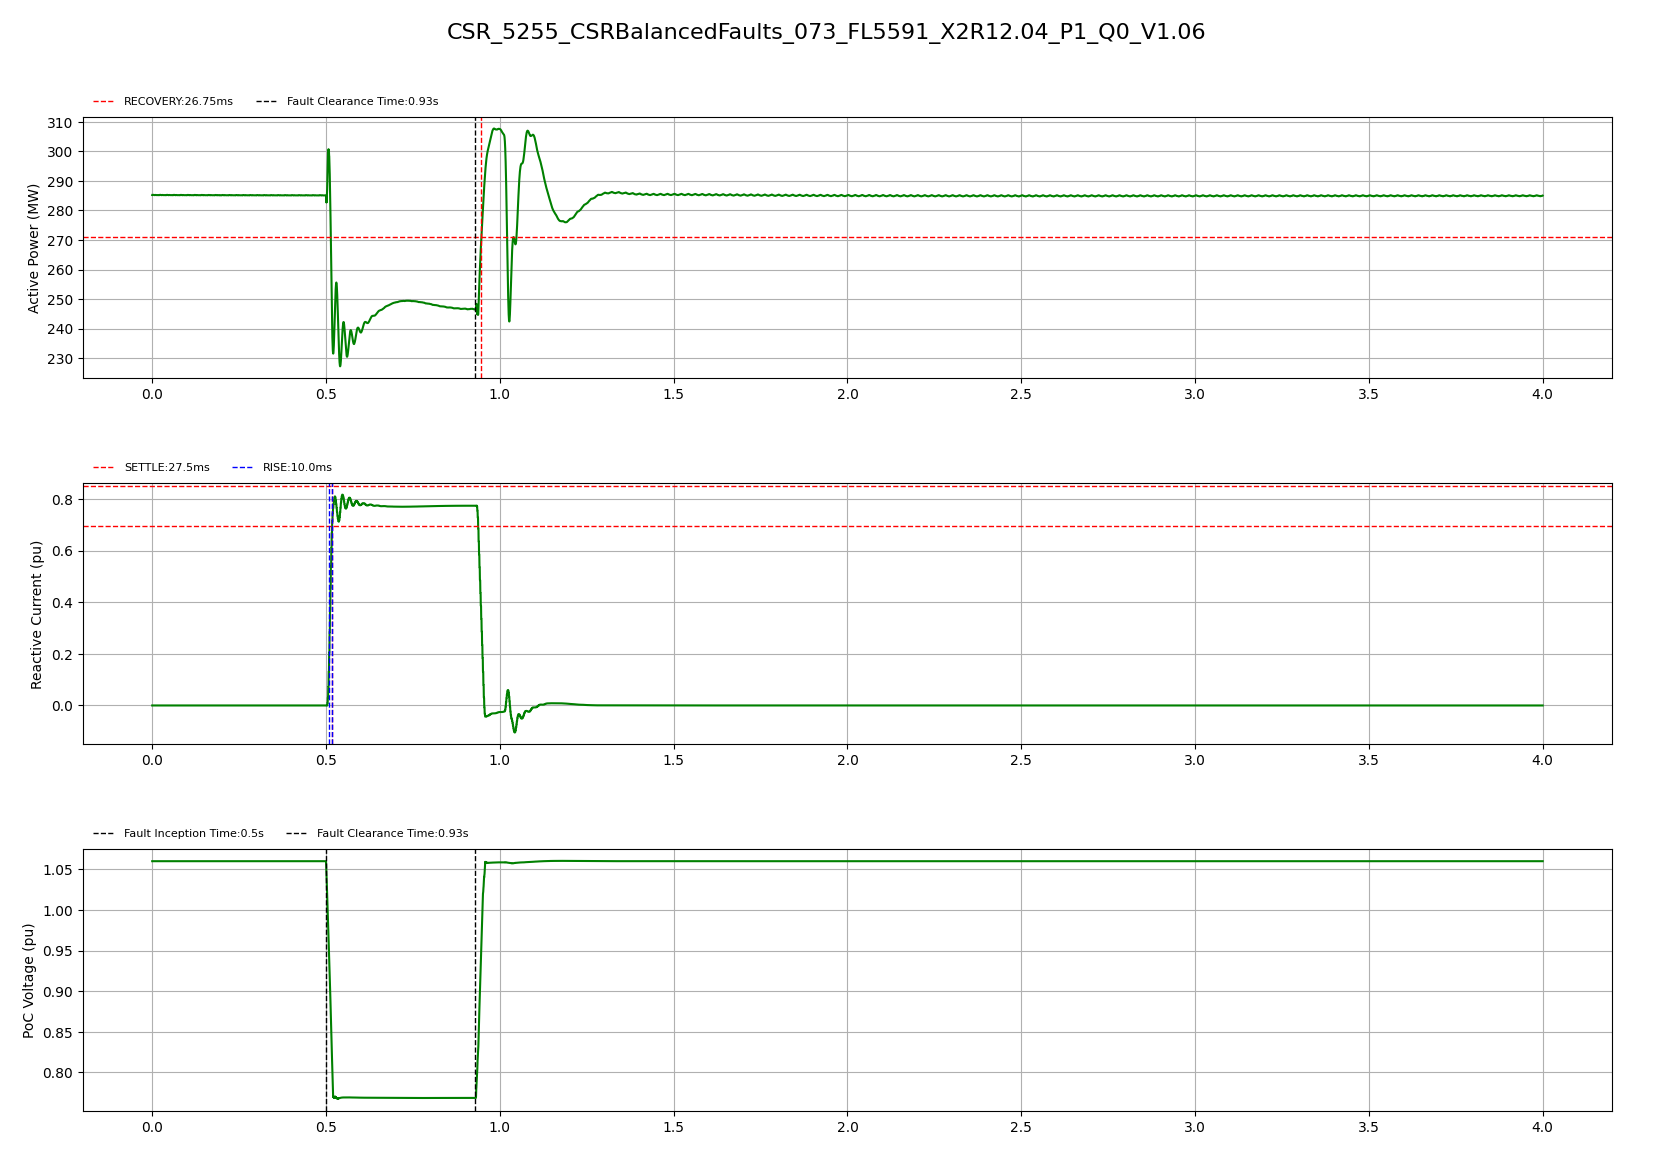 CSR_5255_CSRBalancedFaults_073_FL5591_X2R12.04_P1_Q0_V1.06
RECOVERY:26.75ms Fault Clearance Time:0.93s
310
300
290
280
270
260
250
240
230
Active Power (MW)
0.0 0.5 1.0 1.5 2.0 2.5 3.0 3.5 4.0
SETTLE:27.5ms RISE:10.0ms
0.8
0.6
0.4
0.2
0.0
Reactive Current (pu)
0.0 0.5 1.0 1.5 2.0 2.5 3.0 3.5 4.0
Fault Inception Time:0.5s Fault Clearance Time:0.93s
1.05
1.00
0.95
0.90
0.85
0.80
PoC Voltage (pu)
0.0 0.5 1.0 1.5 2.0 2.5 3.0 3.5 4.0